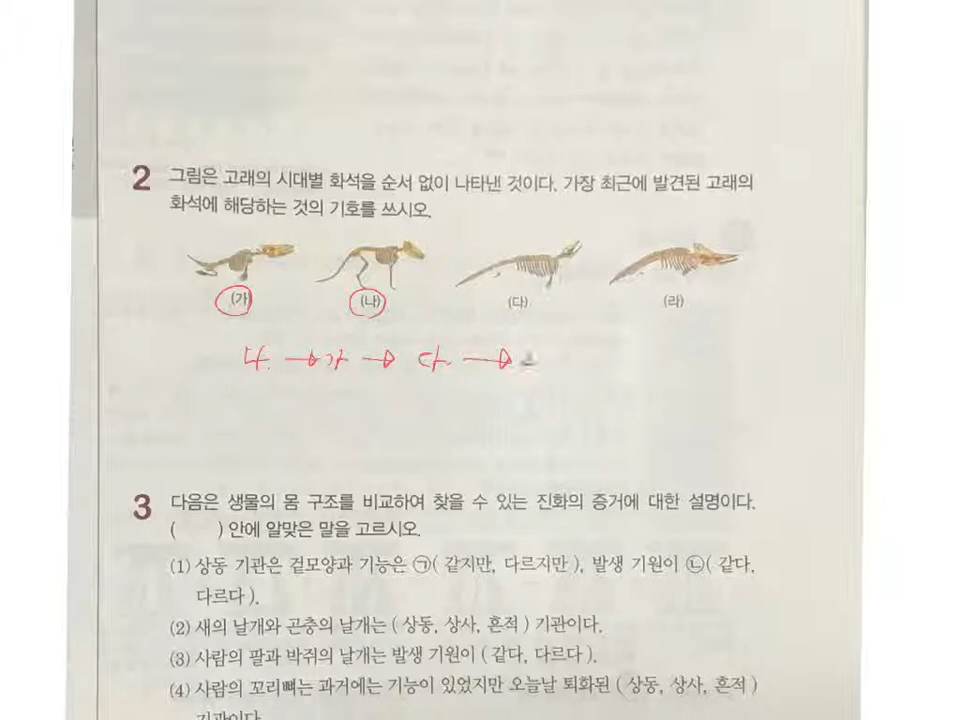 2 그림은 고래의 시대별 화석을 순서 없이 나타낸 것이다. 가장 최근에 발견된 고래의
화석에 해당하는 것의 기호를 쓰시오.
(가) (나) (다) (라)
나 → 가 → 다 →
3 다음은 생물의 몸 구조를 비교하여 찾을 수 있는 진화의 증거에 대한 설명이다.
( ) 안에 알맞은 말을 고르시오.
(1) 상동 기관은 겉모양과 기능은 ㉠( 같지만, 다르지만 ), 발생 기원이 ㉡( 같다,
다르다 ).
(2) 새의 날개와 곤충의 날개는 ( 상동, 상사, 흔적 ) 기관이다.
(3) 사람의 팔과 박쥐의 날개는 발생 기원이 ( 같다, 다르다 ).
(4) 사람의 꼬리뼈는 과거에는 기능이 있었지만 오늘날 퇴화된 ( 상동, 상사, 흔적 )
기관이다.